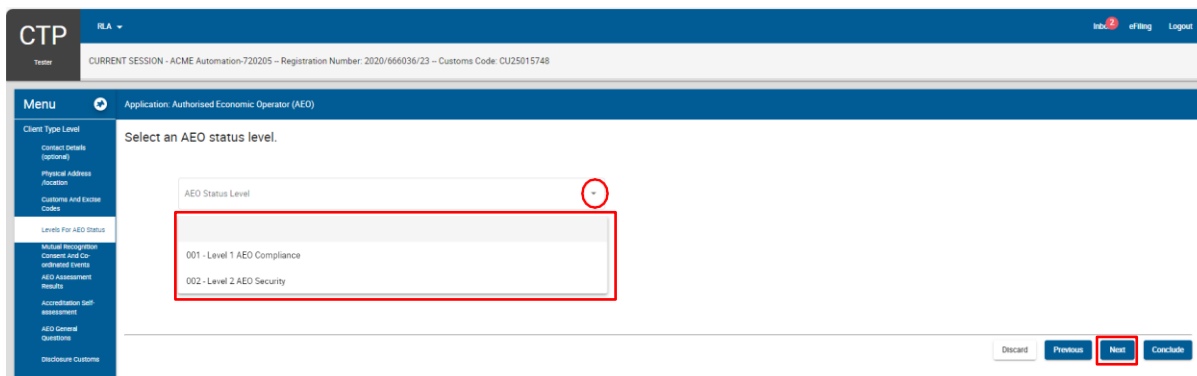 CTP
Tester
RLA
Inbox
2
eFiling
Logout
CURRENT SESSION - ACME Automation-720205 – Registration Number: 2020/666036/23 – Customs Code: CU25015748
Menu
Application: Authorised Economic Operator (AEO)
Client Type Level
Contact Details
(optional)
Physical Address
/location
Customs And Excise
Codes
Levels For AEO Status
Mutual Recognition
Consent And Co-
ordinated Events
AEO Assessment
Results
Accreditation Self-
assessment
AEO General
Questions
Disclosure Customs
Select an AEO status level.
AEO Status Level
001 - Level 1 AEO Compliance
002 - Level 2 AEO Security
Discard
Previous
Next
Conclude